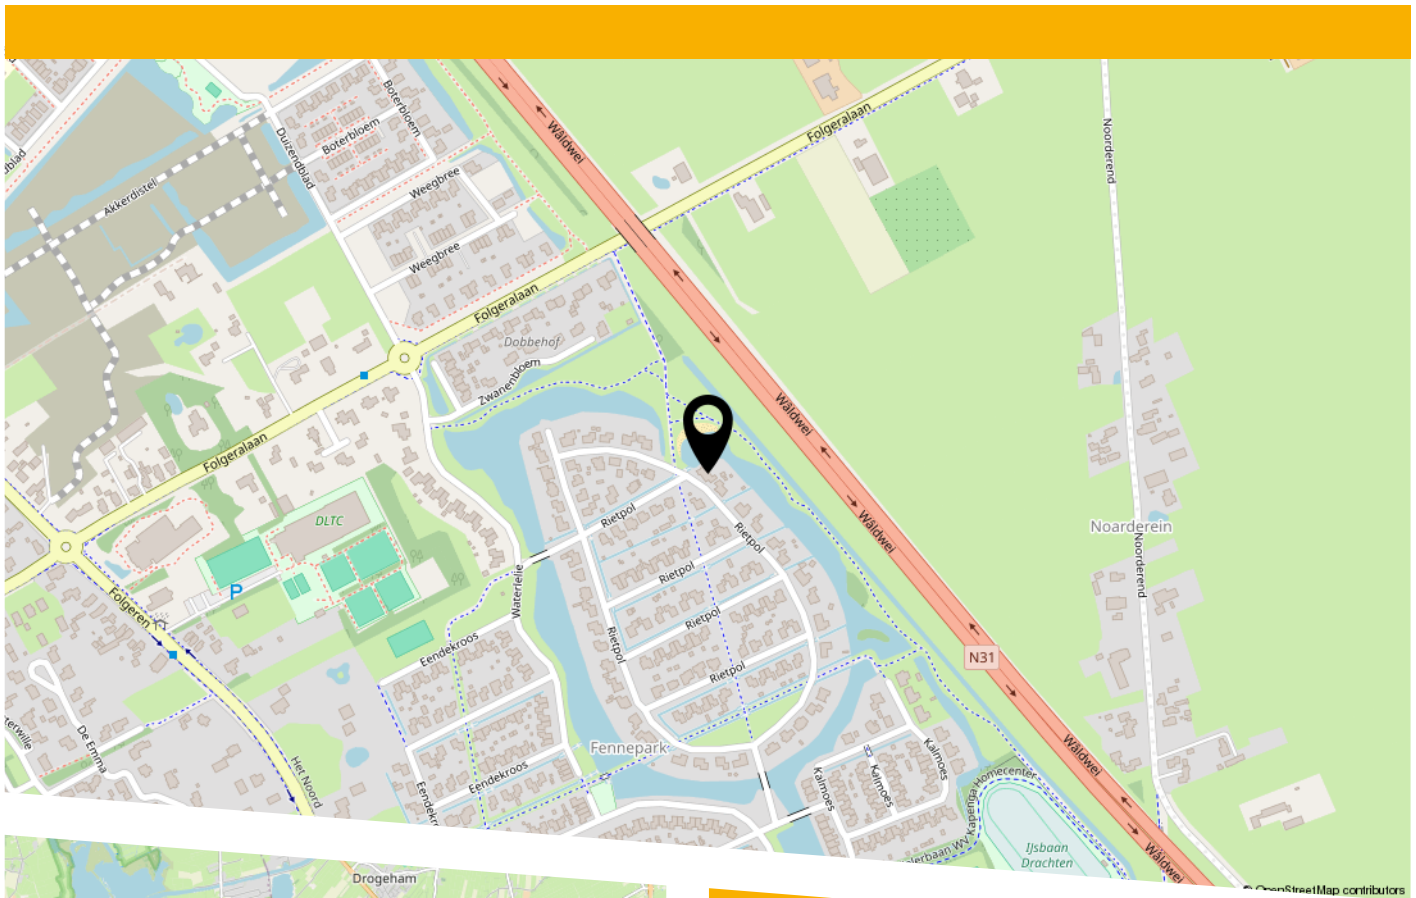 Boterbloem
Boterbloem
Duizendblad
Wâldwei
Folgeralaan
Noorderend
Akkerdistel
Weegbree
Weegbree
Folgeralaan
Dobbehof
Zwanenbloem
Wâldwei
Folgeralaan
DLTC
Rietpol
Rietpol
Wâldwei
Noarderein
Noorderend
P
Folgeren
Waterlelie
Rietpol
Rietpol
Rietpol
Rietpol
Eendekroos
N31
De Emma
Fennepark
Kalmoes
Kalmoes
Kalmoes
Wâldwei
Het Noord
Eendekroos
Kapenga Homecenter
IJsbaan
Drachten
Wâldwei
Drogeham
© OpenStreetMap contributors